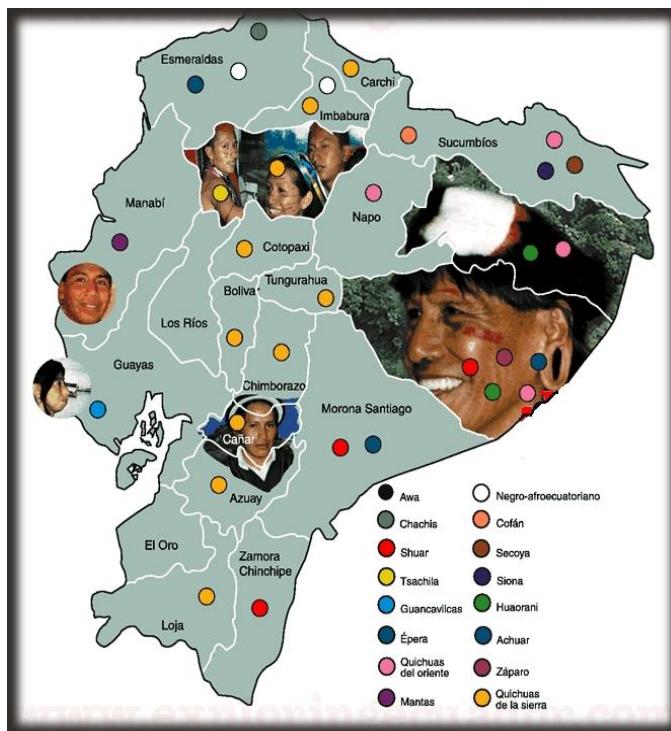 Esmeraldas
Carchi
Imbabura
Sucumbíos
Manabí
Napo
Cotopaxi
Tungurahua
Bolivar
Los Ríos
Guayas
Chimborazo
Morona Santiago
Cañar
Azuay
El Oro
Zamora
Chinchipe
Loja
Awa
Chachis
Shuar
Tsachila
Guancavilcas
Épera
Quichuas
del oriente
Mantas
Negro-afroecuatoriano
Cofán
Secoya
Siona
Huaorani
Achuar
Záparo
Quichuas
de la sierra